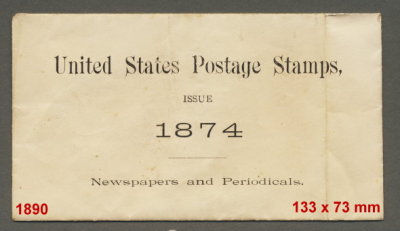 United States Postage Stamps,
ISSUE
1874
Newspapers and Periodicals.
1890
133 x 73 mm